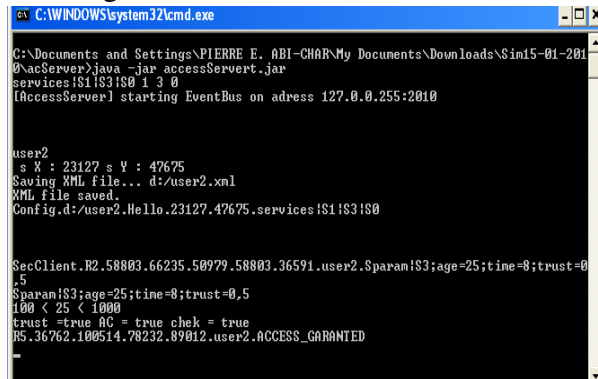 C:\WINDOWS\system32\cmd.exe
C:\Documents and Settings\PIERRE E. ABI-CHAR\My Documents\Downloads\Sim15-01-201
0\acServer>java -jar accessServert.jar
services|S1|S3|S0 1 3 0
[AccessServer] starting EventBus on adress 127.0.0.255:2010
user2
s X : 23127 s Y : 47675
Saving XML file... d:/user2.xml
XML file saved.
Config.d:/user2.Hello.23127.47675.services|S1|S3|S0
SecClient.R2.58803.66235.50979.58803.36591.user2.Sparam|S3;age=25;time=8;trust=0
,5
Sparam|S3;age=25;time=8;trust=0,5
100 < 25 < 1000
trust =true AC = true chek = true
R5.36762.100514.78232.89012.user2.ACCESS_GARANTED